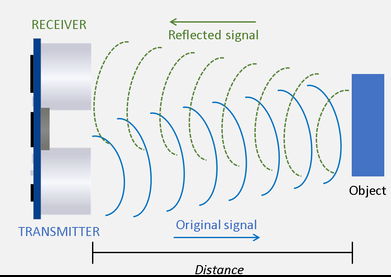 RECEIVER
Reflected signal
Object
Original signal
TRANSMITTER
Distance